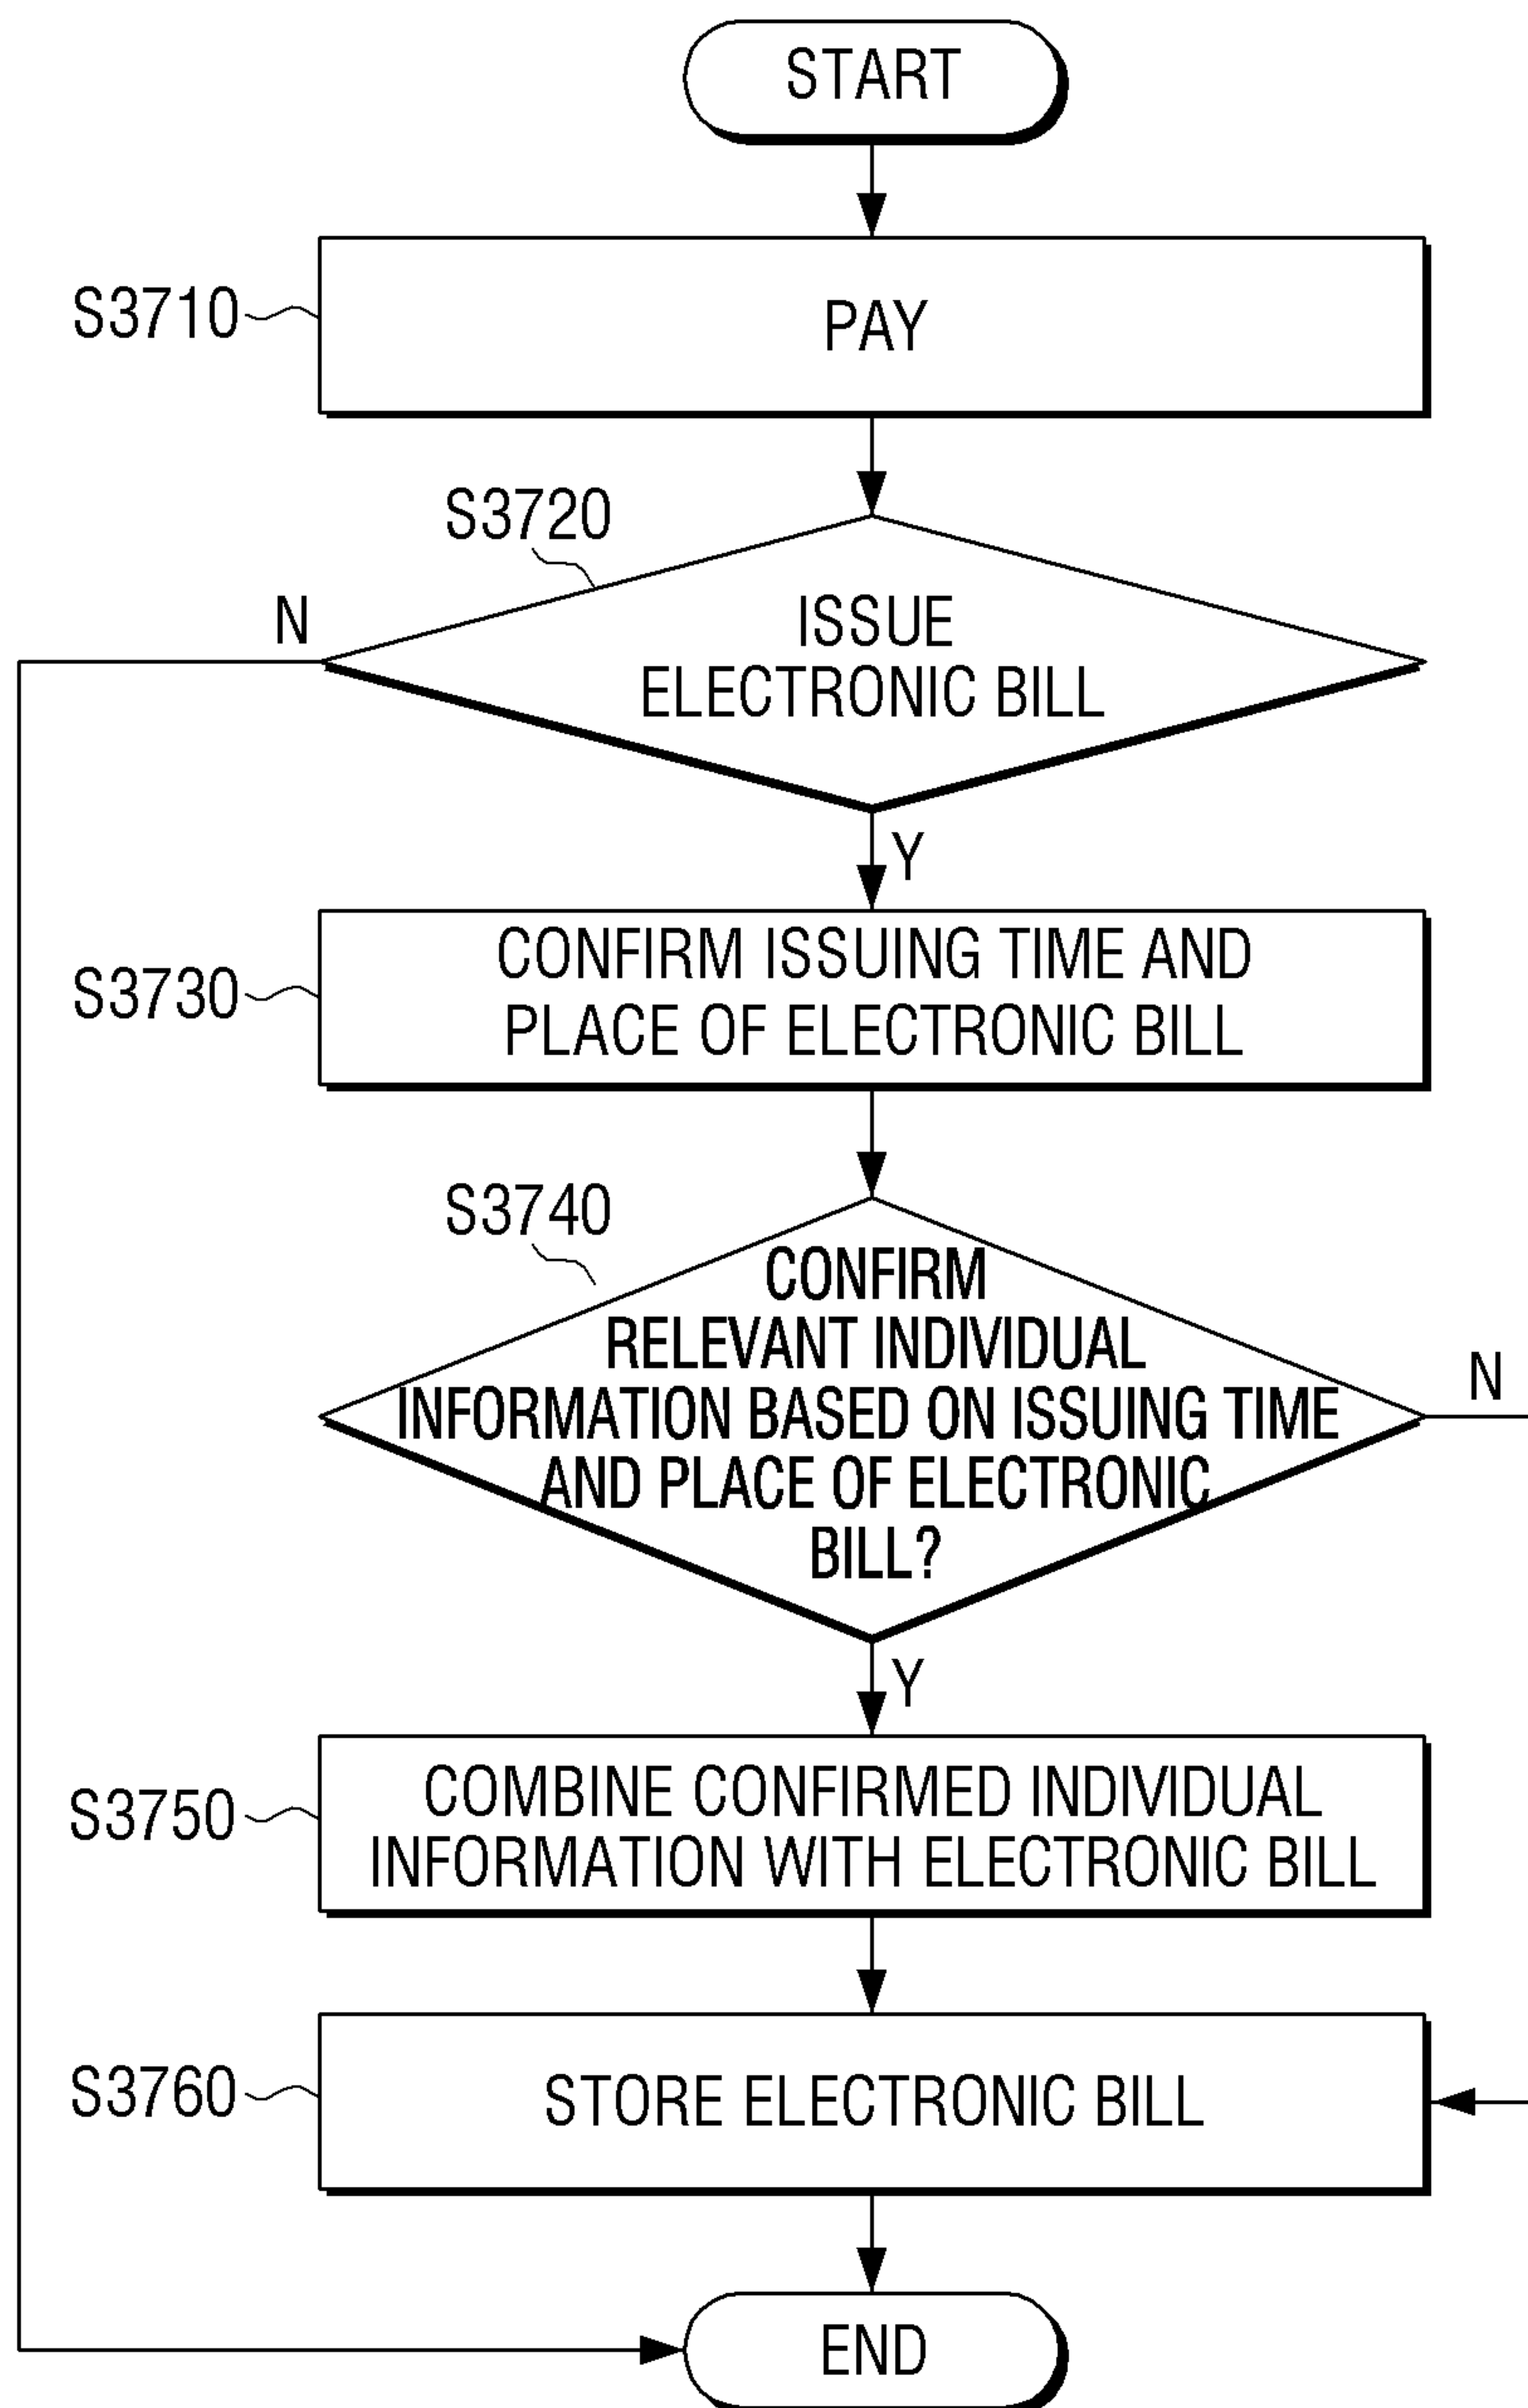 START
S3710
PAY
S3720
N
ISSUE
ELECTRONIC BILL
Y
S3730
CONFIRM ISSUING TIME AND
PLACE OF ELECTRONIC BILL
S3740
CONFIRM
RELEVANT INDIVIDUAL
INFORMATION BASED ON ISSUING TIME
AND PLACE OF ELECTRONIC
BILL?
N
Y
S3750
COMBINE CONFIRMED INDIVIDUAL
INFORMATION WITH ELECTRONIC BILL
S3760
STORE ELECTRONIC BILL
END